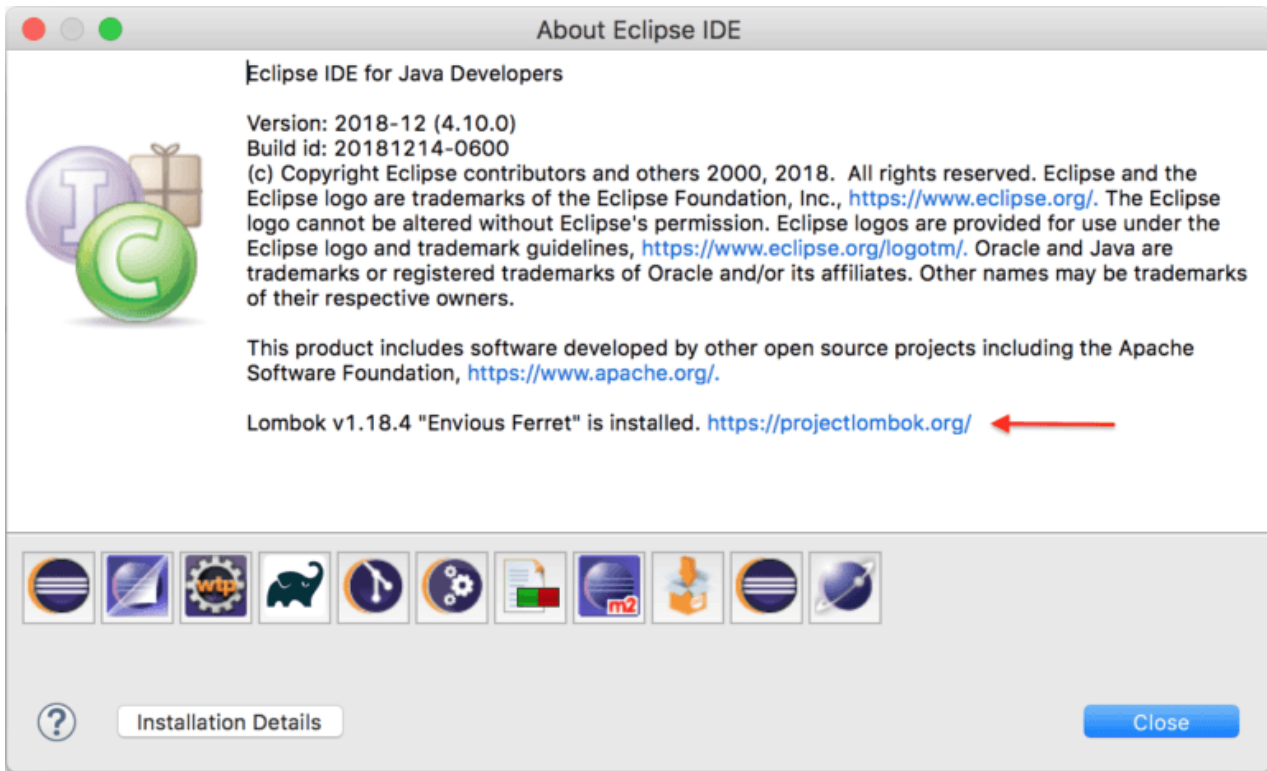 About Eclipse IDE
Eclipse IDE for Java Developers
Version: 2018-12 (4.10.0)
Build id: 20181214-0600
(c) Copyright Eclipse contributors and others 2000, 2018.  All rights reserved. Eclipse and the
Eclipse logo are trademarks of the Eclipse Foundation, Inc., https://www.eclipse.org/. The Eclipse
logo cannot be altered without Eclipse's permission. Eclipse logos are provided for use under the
Eclipse logo and trademark guidelines, https://www.eclipse.org/logotm/. Oracle and Java are
trademarks or registered trademarks of Oracle and/or its affiliates. Other names may be trademarks
of their respective owners.
This product includes software developed by other open source projects including the Apache
Software Foundation, https://www.apache.org/.
Lombok v1.18.4 "Envious Ferret" is installed. https://projectlombok.org/
I
C
wtp
m2
?
Installation Details
Close